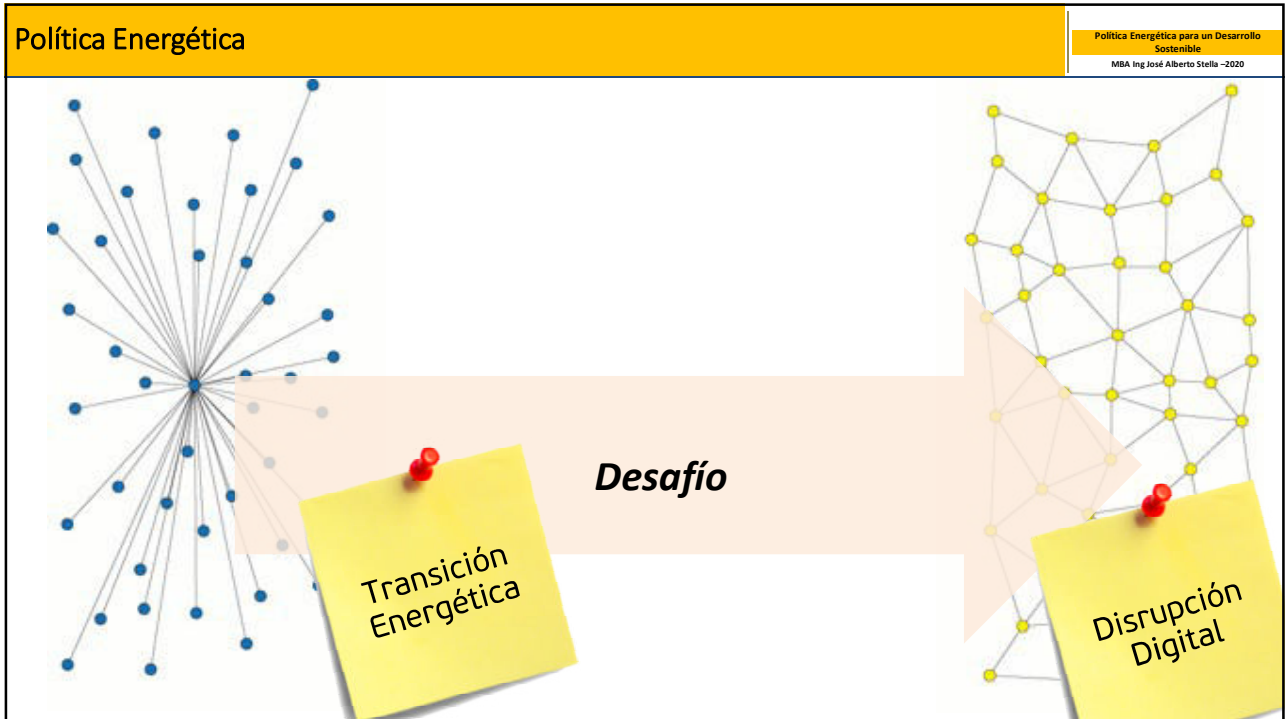 Política Energética
Política Energética para un Desarrollo
Sostenible
MBA Ing José Alberto Stella –2020
Desafío
Transición
Energética
Disrupción
Digital